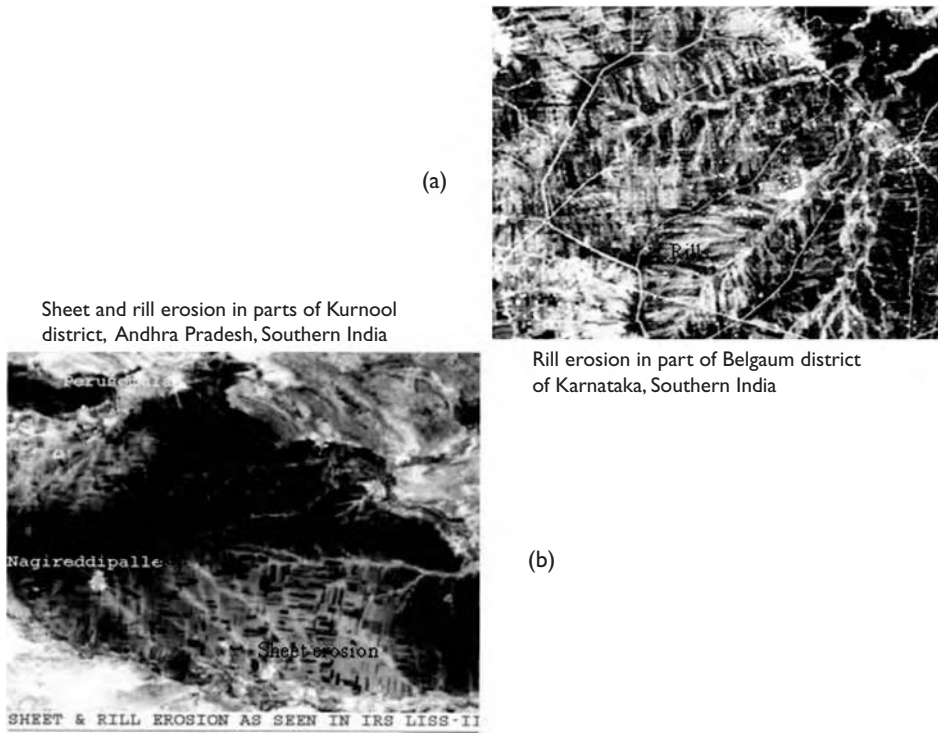 (a)
Rills
Sheet and rill erosion in parts of Kurnool
district, Andhra Pradesh, Southern India
Rill erosion in part of Belgaum district
of Karnataka, Southern India
Nagireddipalle
(b)
Sheet erosion
SHEET & RILL EROSION AS SEEN IN IRS LISS-II